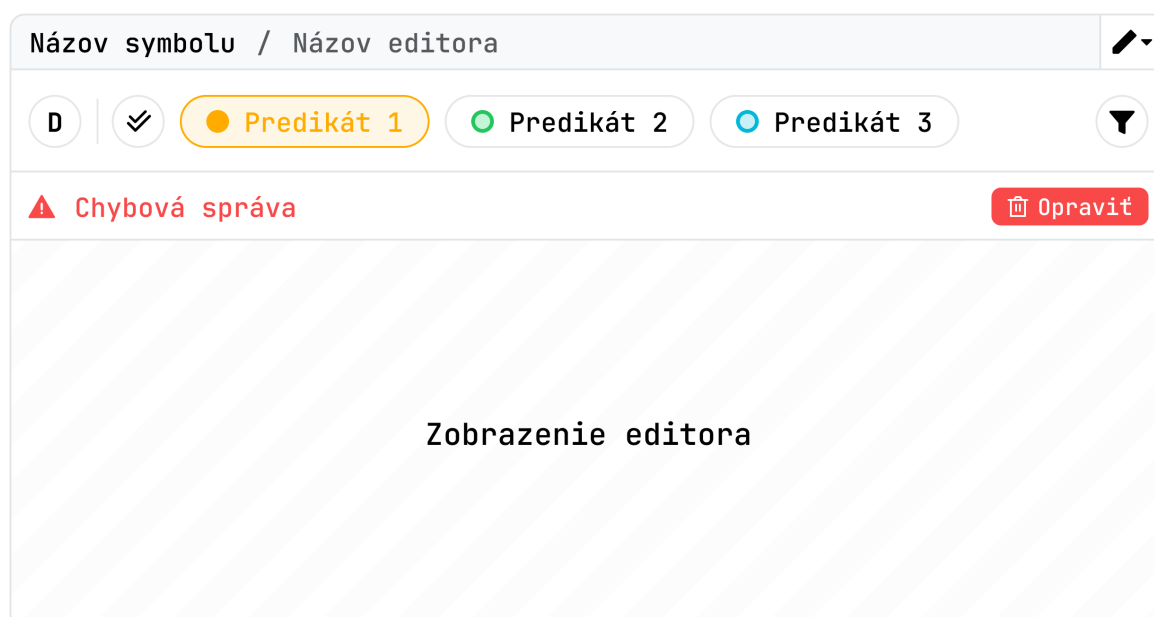 Názov symbolu / Názov editora
D Predikát 1 Predikát 2 Predikát 3
Chybová správa Opraviť
Zobrazenie editora